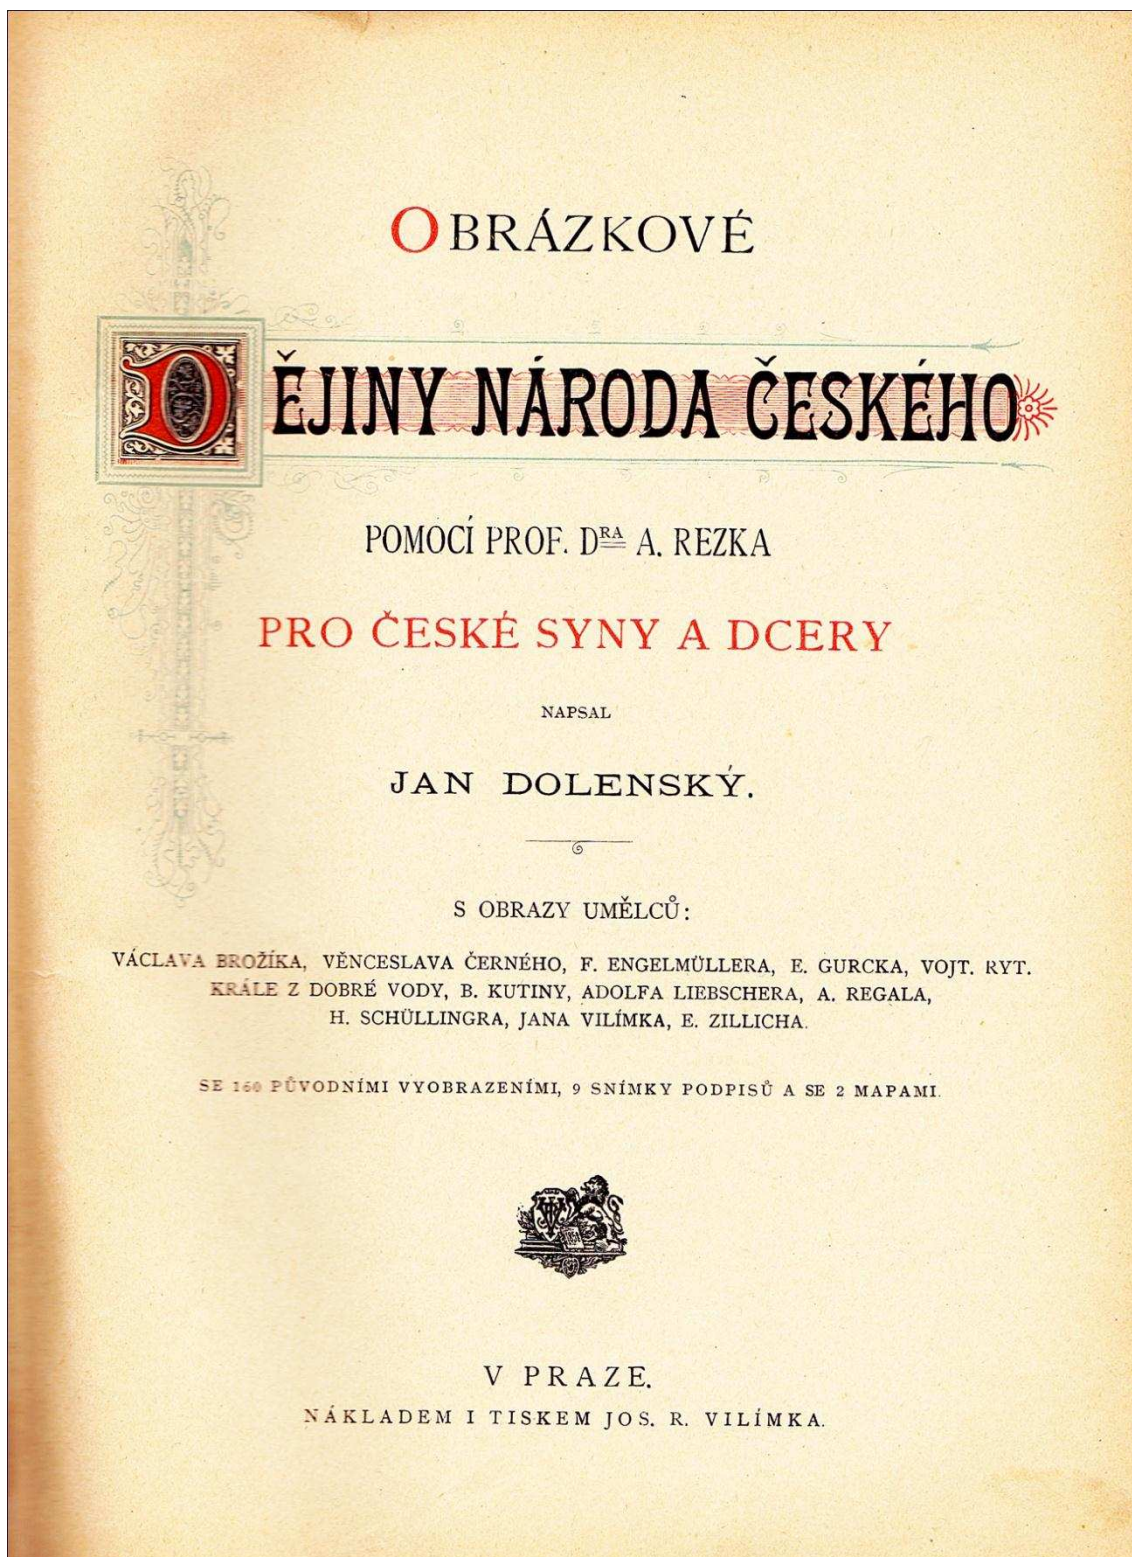 OBRÁZKOVÉ
DĚJINY NÁRODA ČESKÉHO
POMOCÍ PROF. DRA A. REZKA
PRO ČESKÉ SYNY A DCERY
NAPSAL
JAN DOLENSKÝ.
S OBRAZY UMĚLCŮ:
VÁCLAVA BROŽÍKA, VĚNCESLAVA ČERNÉHO, F. ENGELMÜLLERA, E. GURCKA, VOJT. RYT.
KRÁLE Z DOBRÉ VODY, B. KUTINY, ADOLFA LIEBSCHERA, A. REGALA,
H. SCHÜLLINGRA, JANA VILÍMKA, E. ZILLICHA.
SE 160 PŮVODNÍMI VYOBRAZENÍMI, 9 SNÍMKY PODPISŮ A SE 2 MAPAMI.
V PRAZE.
NÁKLADEM I TISKEM JOS. R. VILÍMKA.